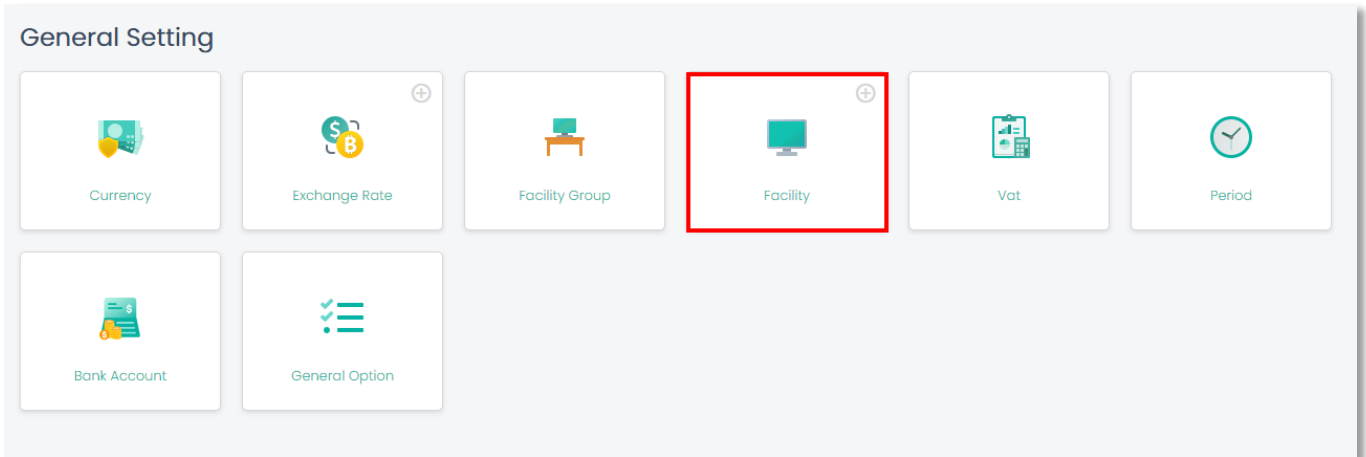 General Setting
Currency
Exchange Rate
Facility Group
Facility
Vat
Period
Bank Account
General Option